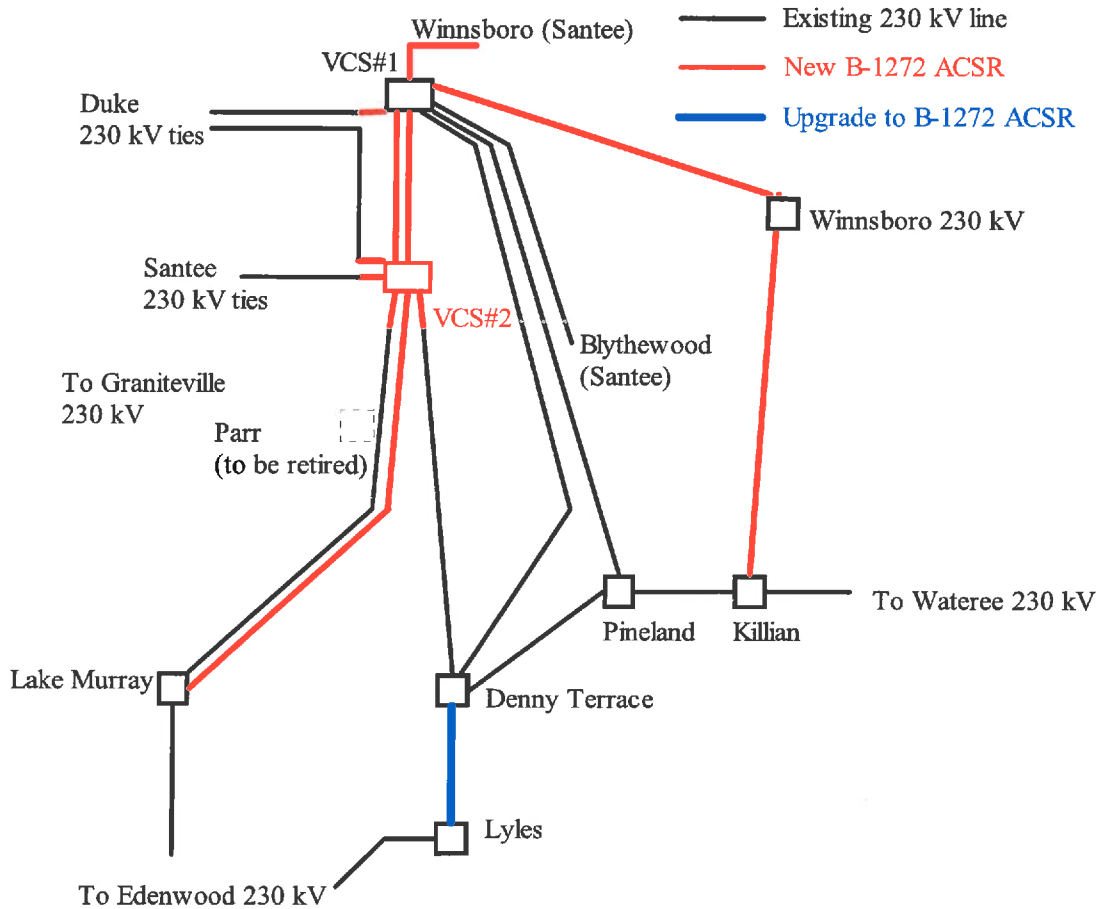 Winnsboro (Santee)
Existing 230 kV line
VCS#1
New B-1272 ACSR
Duke
230 kV ties
Upgrade to B-1272 ACSR
Winnsboro 230 kV
Santee
230 kV ties
VCS#2
Blythewood
(Santee)
To Graniteville
230 kV
Parr
(to be retired)
To Wateree 230 kV
Pineland
Killian
Lake Murray
Denny Terrace
Lyles
To Edenwood 230 kV